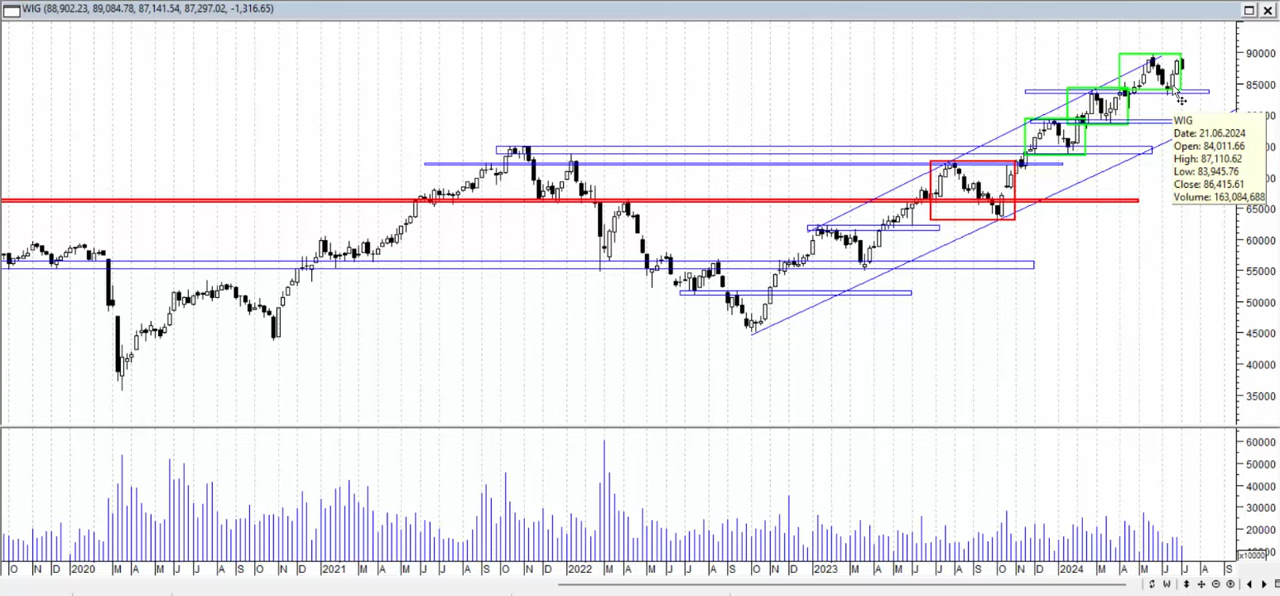 WIG (88,902.23, 89,084.78, 87,141.54, 87,297.02, -1,316.65)
90000
85000
65000
60000
55000
50000
45000
40000
35000
WIG
Date: 21.06.2024
Open: 84,011.66
High: 87,110.62
Low: 83,945.76
Close: 86,415.61
Volume: 163,084,688
60000
50000
40000
30000
20000
x10000
O N D 2020 M A M J J A S O N D 2021 M A M J J A S O N D 2022 M A M J J A S O N D 2023 M A M J J A S O N D 2024 M A M J J A S
W